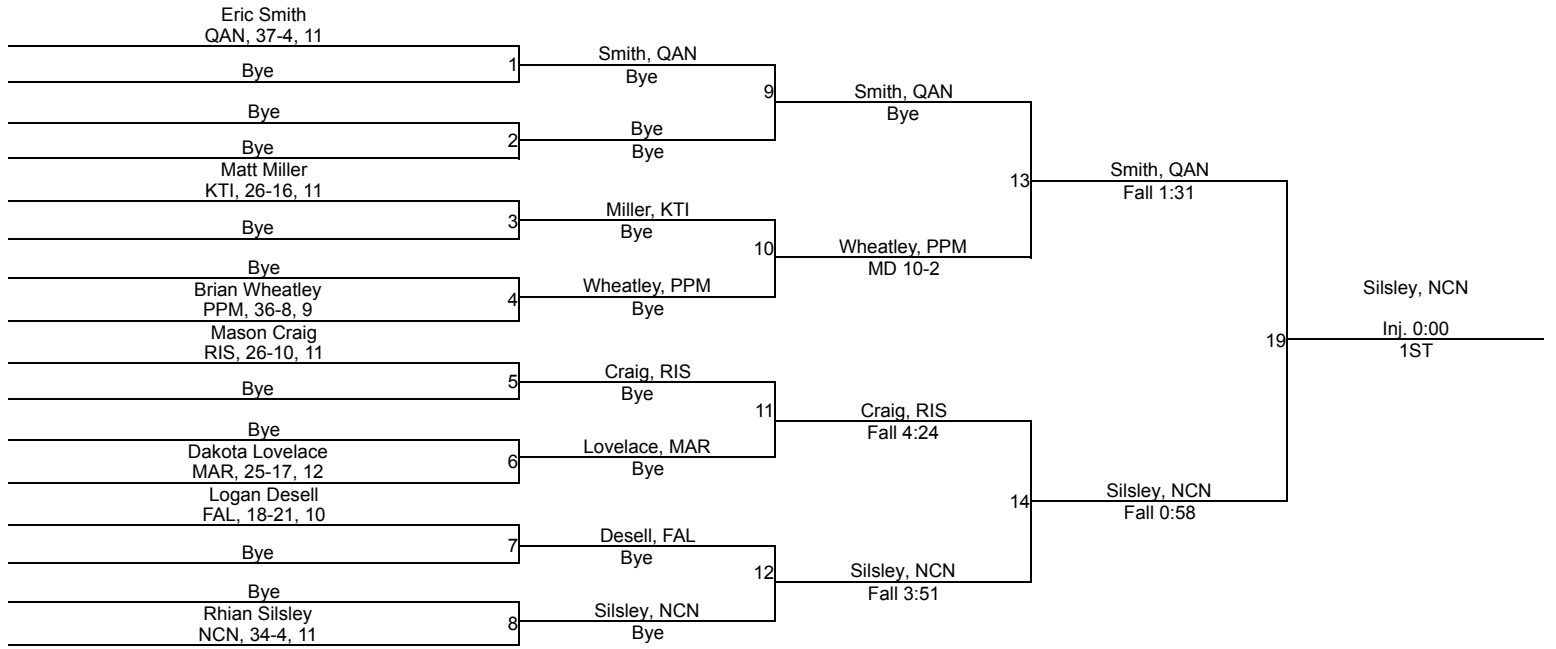 Eric Smith
QAN, 37-4, 11
Bye
1
Bye
Bye
2
Matt Miller
KTI, 26-16, 11
Bye
3
Bye
Brian Wheatley
PPM, 36-8, 9
4
Mason Craig
RIS, 26-10, 11
Bye
5
Bye
Dakota Lovelace
MAR, 25-17, 12
6
Logan Desell
FAL, 18-21, 10
Bye
7
Bye
Rhian Silsley
NCN, 34-4, 11
8
Smith, QAN
Bye
9
Bye
Bye
Miller, KTI
Bye
10
Wheatley, PPM
Bye
Craig, RIS
Bye
11
Lovelace, MAR
Bye
Desell, FAL
Bye
12
Silsley, NCN
Bye
Smith, QAN
Bye
13
Wheatley, PPM
MD 10-2
Craig, RIS
Fall 4:24
14
Silsley, NCN
Fall 3:51
Smith, QAN
Fall 1:31
19
Silsley, NCN
Fall 0:58
Silsley, NCN
Inj. 0:00
1ST